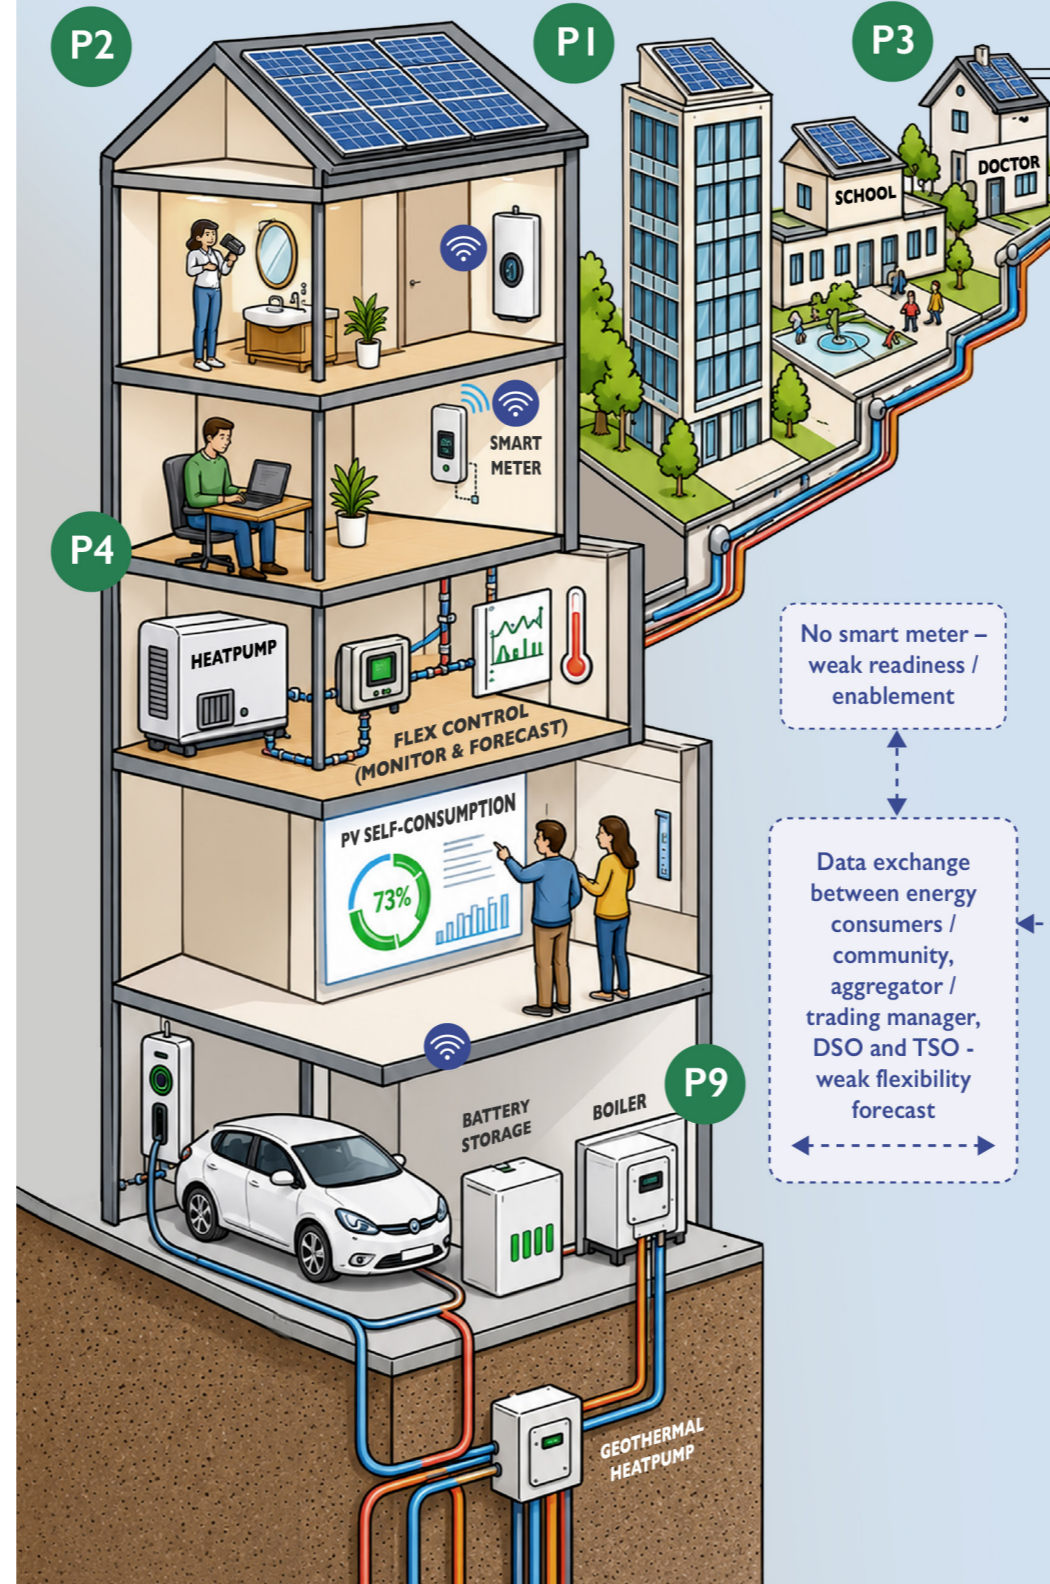 P2
P1
P3
SCHOOL
DOCTOR
SMART
METER
P4
HEATPUMP
FLEX CONTROL
(MONITOR & FORECAST)
No smart meter –
weak readiness /
enablement
PV SELF-CONSUMPTION
73%
Data exchange
between energy
consumers /
community,
aggregator /
trading manager,
DSO and TSO -
weak flexibility
forecast
P9
BATTERY
STORAGE
BOILER
GEOTHERMAL
HEATPUMP